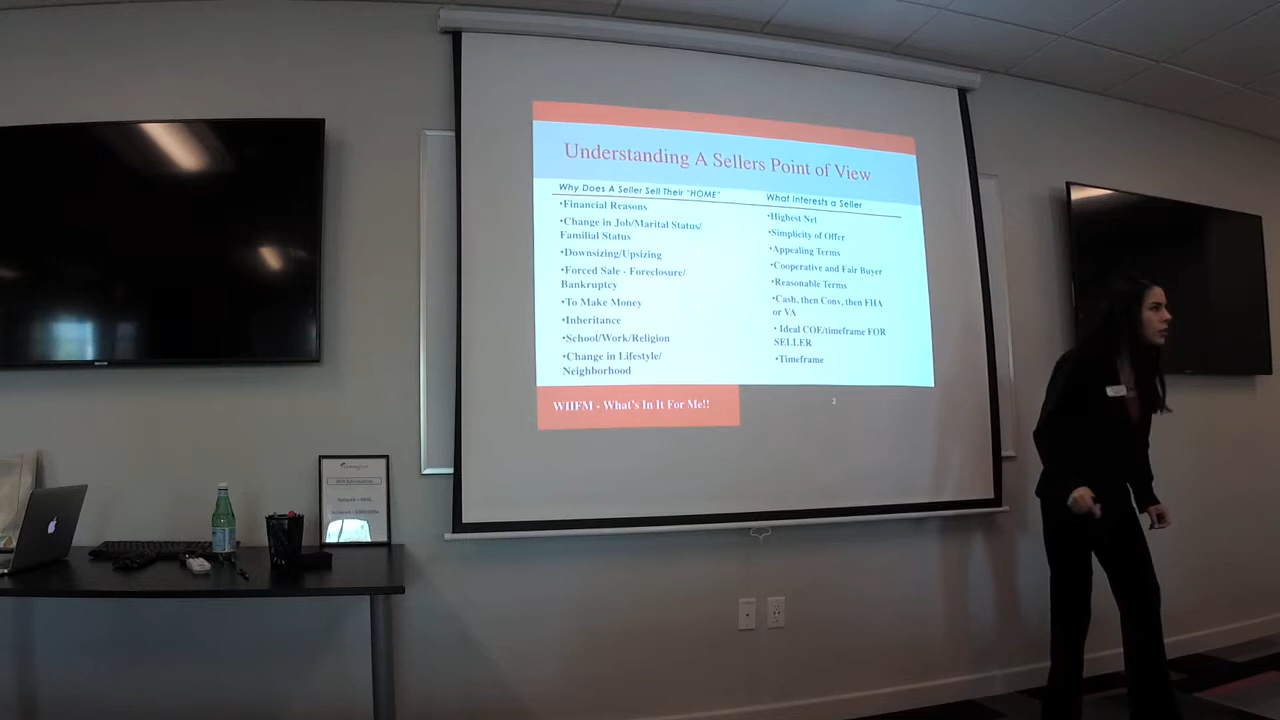 Understanding A Sellers Point of View
Why Does A Seller Sell Their "HOME"
•Financial Reasons
•Change in Job/Marital Status/
Familial Status
•Downsizing/Upsizing
•Forced Sale - Foreclosure/
Bankruptcy
•To Make Money
•Inheritance
•School/Work/Religion
•Change in Lifestyle/
Neighborhood
What Interests a Seller
•Highest Net
•Simplicity of Offer
•Appealing Terms
•Cooperative and Fair Buyer
•Reasonable Terms
•Cash, then Conv, then FHA
or VA
• Ideal COE/timeframe FOR
SELLER
•Timeframe
WIIFM - What's In It For Me!!
2